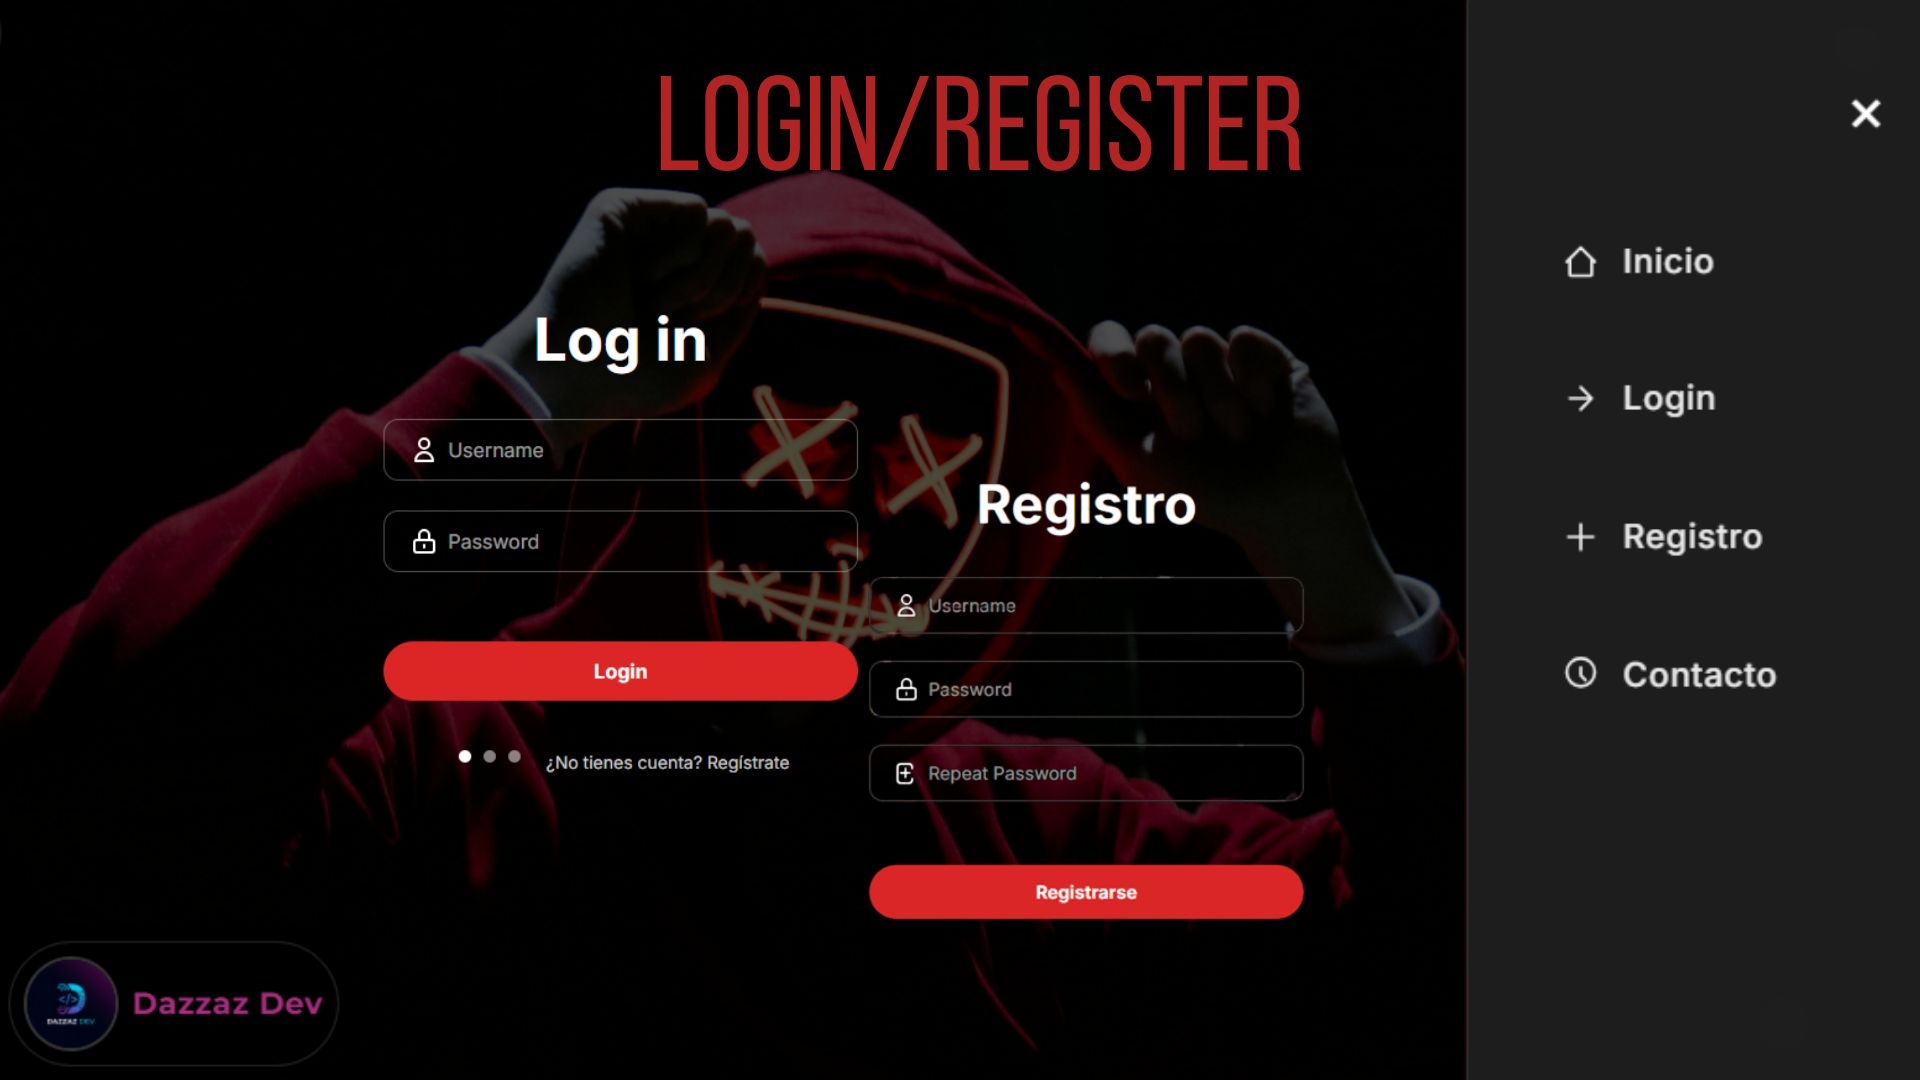 LOGIN/REGISTER
Log in
Username
Password
Login
¿No tienes cuenta? Regístrate
Registro
Username
Password
Repeat Password
Registrarse
Inicio
Login
Registro
Contacto
DAZZAZ DEV
Dazzaz Dev